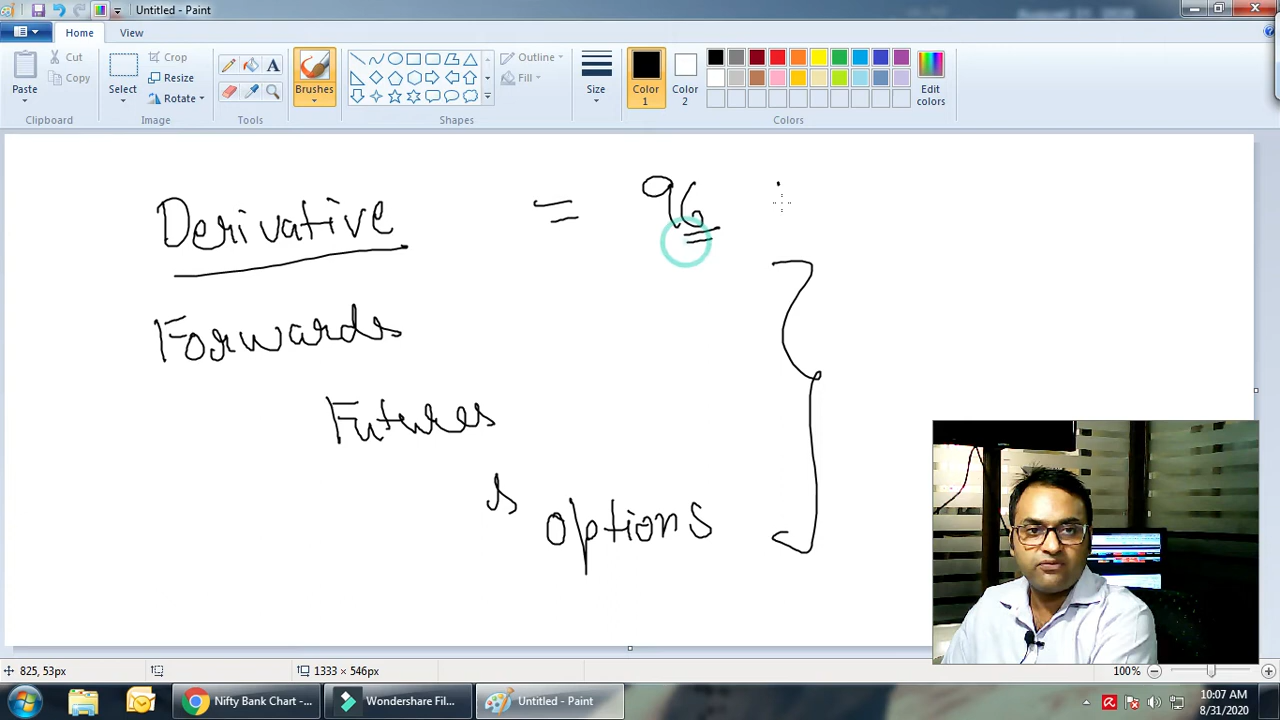 Untitled - Paint
Home View
Paste
Cut
Copy
Clipboard
Select
Crop
Resize
Rotate
Image
Tools
Brushes
Shapes
Outline
Fill
Size
Color 1
Color 2
Colors
Edit colors
Derivative = 96
Forwards
Futures
options
825, 53px
1333 × 546px
100%
Nifty Bank Chart -...
Wondershare Fil...
Untitled - Paint
10:07 AM
8/31/2020